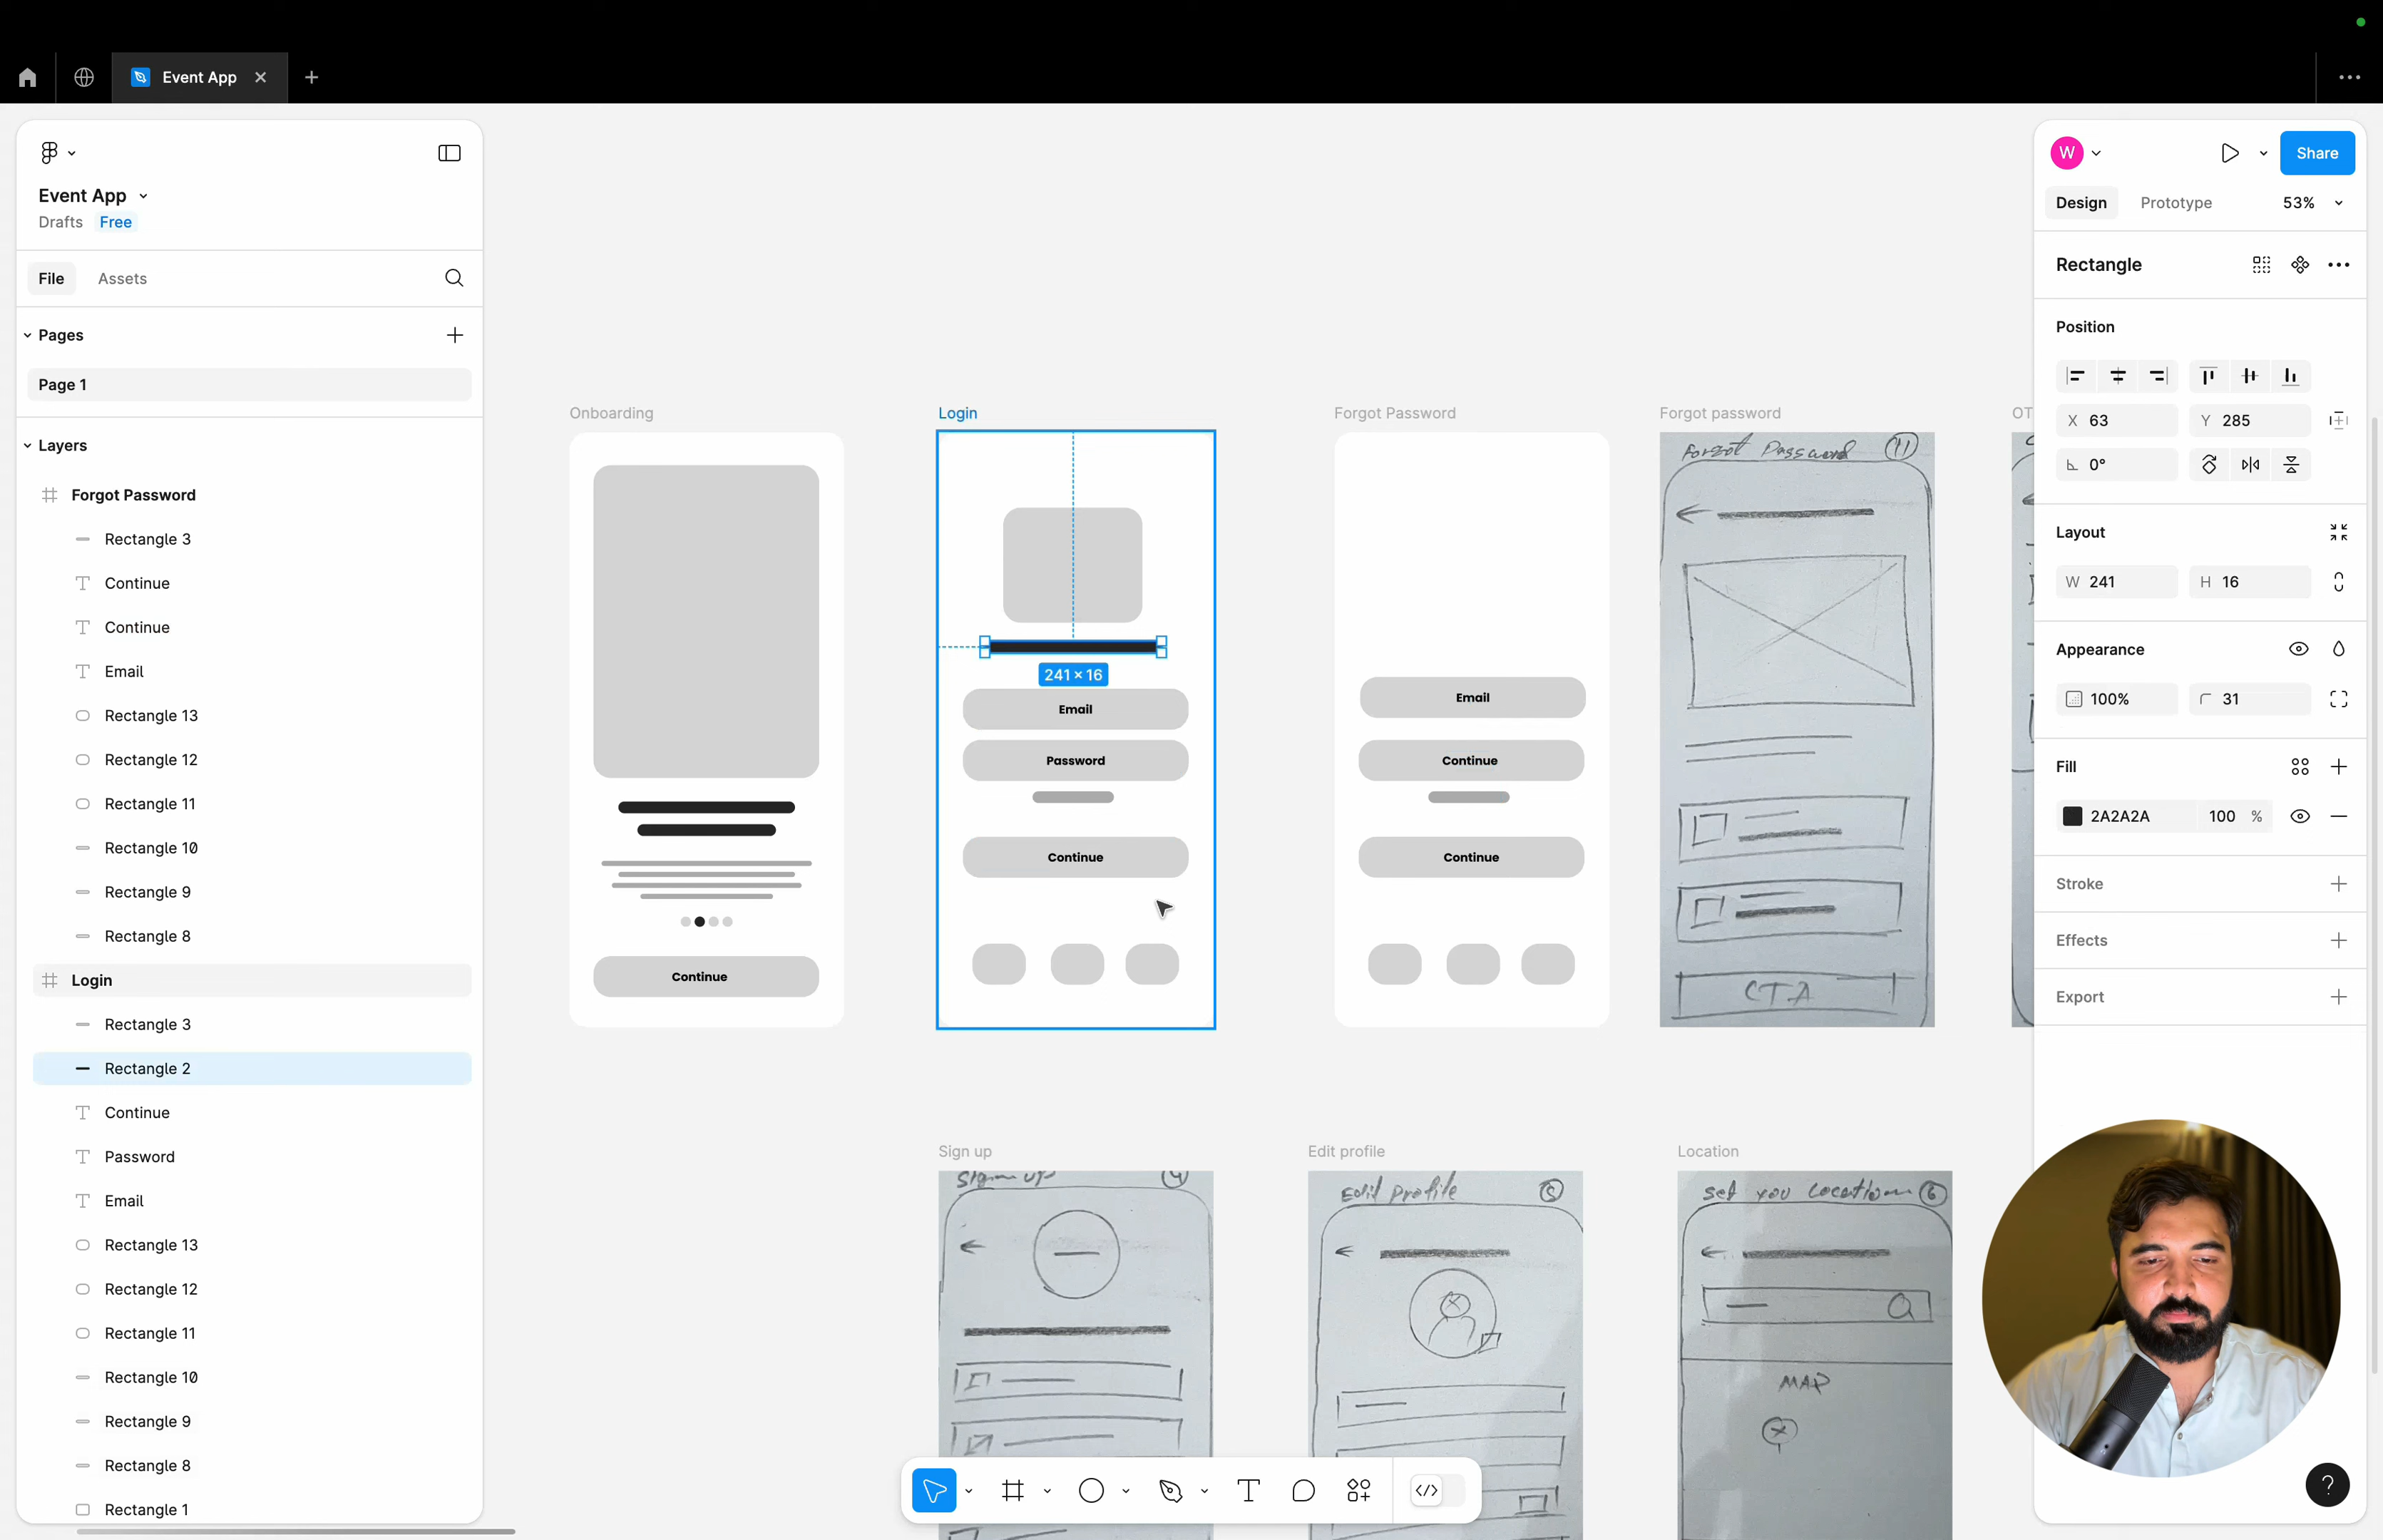 Event App
Event App
Drafts Free
File Assets
Pages
Page 1
Layers
Forgot Password
Rectangle 3
Continue
Continue
Email
Rectangle 13
Rectangle 12
Rectangle 11
Rectangle 10
Rectangle 9
Rectangle 8
Login
Rectangle 3
Rectangle 2
Continue
Password
Email
Rectangle 13
Rectangle 12
Rectangle 11
Rectangle 10
Rectangle 9
Rectangle 8
Rectangle 1
Onboarding
Continue
Login
241 × 16
Email
Password
Continue
Forgot Password
Email
Continue
Continue
Forgot password
Forgot Password 11
CTA
OT
Sign up
Sign up 4
Edit profile
Edit profile 5
Location
Set you location 6
MAP
W
Share
Design Prototype 53%
Rectangle
Position
X 63 Y 285
0°
Layout
W 241 H 16
Appearance
100% 31
Fill
2A2A2A 100 %
Stroke
Effects
Export
?